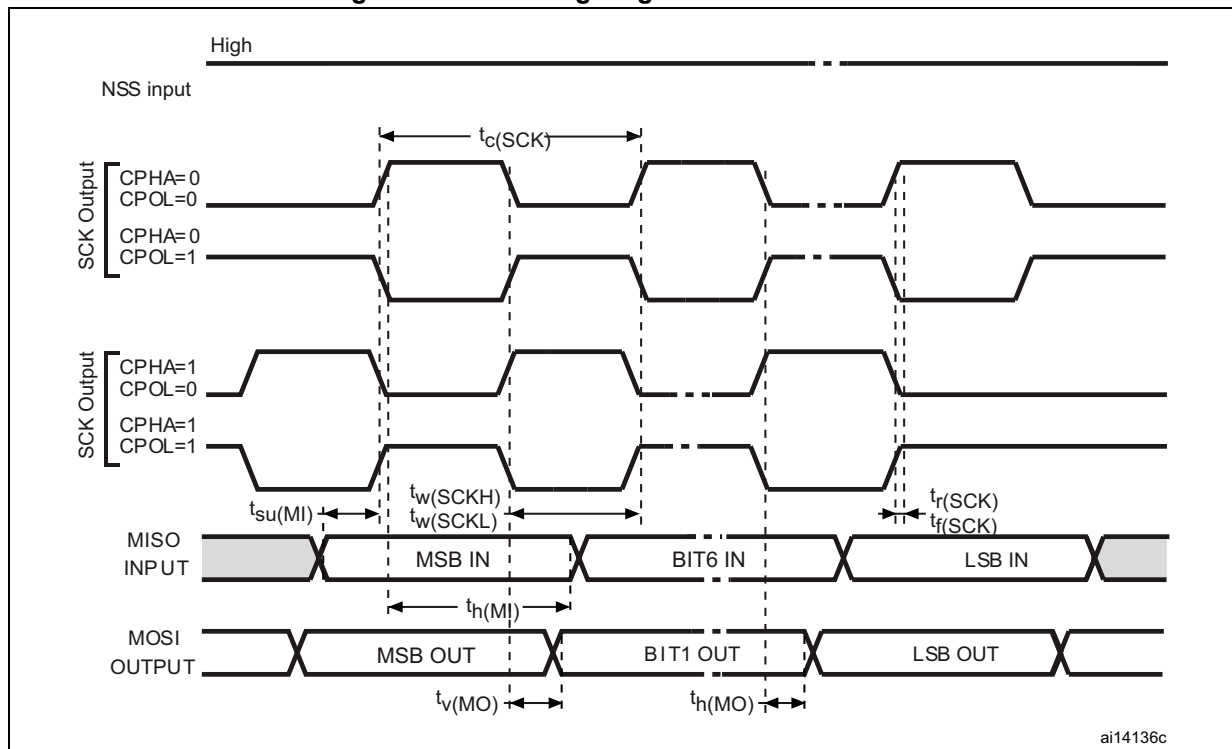 High
NSS input
tc(SCK)
SCK Output
CPHA=0
CPOL=0
CPHA=0
CPOL=1
SCK Output
CPHA=1
CPOL=0
CPHA=1
CPOL=1
tsu(MI)
tw(SCKH)
tw(SCKL)
tr(SCK)
tf(SCK)
MISO
INPUT
MSB IN
BIT6 IN
LSB IN
th(MI)
MOSI
OUTPUT
MSB OUT
BIT1 OUT
LSB OUT
tv(MO)
th(MO)
ai14136c